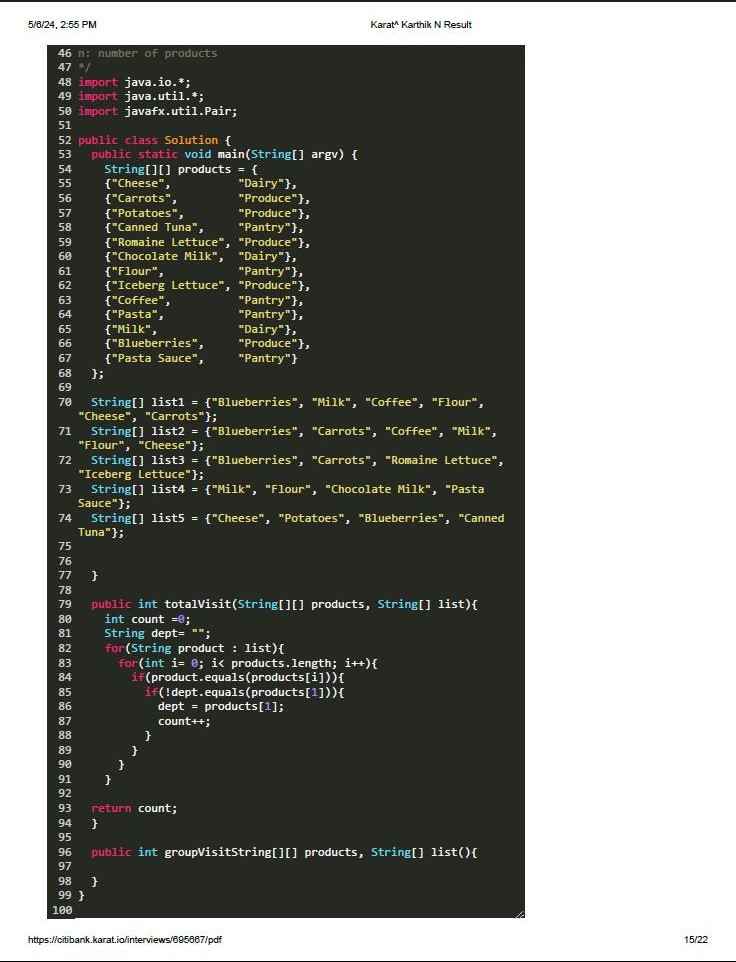 5/6/24, 2:55 PM
Karat^ Karthik N Result
46 n: number of products
47 */
48 import java.io.*;
49 import java.util.*;
50 import javafx.util.Pair;
51
52 public class Solution {
53   public static void main(String[] argv) {
54     String[][] products = {
55     {"Cheese",          "Dairy"},
56     {"Carrots",         "Produce"},
57     {"Potatoes",        "Produce"},
58     {"Canned Tuna",     "Pantry"},
59     {"Romaine Lettuce", "Produce"},
60     {"Chocolate Milk",  "Dairy"},
61     {"Flour",           "Pantry"},
62     {"Iceberg Lettuce", "Produce"},
63     {"Coffee",          "Pantry"},
64     {"Pasta",           "Pantry"},
65     {"Milk",            "Dairy"},
66     {"Blueberries",     "Produce"},
67     {"Pasta Sauce",     "Pantry"}
68   };
69
70   String[] list1 = {"Blueberries", "Milk", "Coffee", "Flour",
"Cheese", "Carrots"};
71   String[] list2 = {"Blueberries", "Carrots", "Coffee", "Milk",
"Flour", "Cheese"};
72   String[] list3 = {"Blueberries", "Carrots", "Romaine Lettuce",
"Iceberg Lettuce"};
73   String[] list4 = {"Milk", "Flour", "Chocolate Milk", "Pasta
Sauce"};
74   String[] list5 = {"Cheese", "Potatoes", "Blueberries", "Canned
Tuna"};
75
76
77   }
78
79   public int totalVisit(String[][] products, String[] list){
80     int count =0;
81     String dept= "";
82     for(String product : list){
83       for(int i= 0; i< products.length; i++){
84         if(product.equals(products[i])){
85           if(!dept.equals(products[1])){
86             dept = products[1];
87             count++;
88           }
89         }
90       }
91     }
92
93   return count;
94   }
95
96   public int groupVisitString[][] products, String[] list(){
97
98   }
99 }
100
https://citibank.karat.io/interviews/695667/pdf
15/22